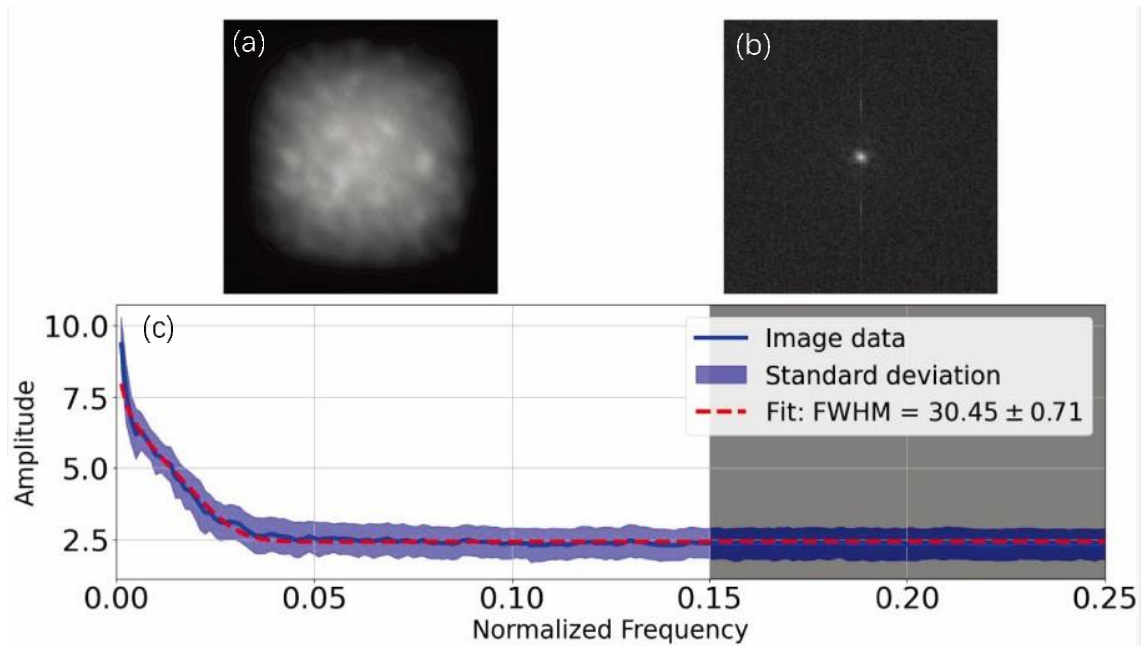 (a)
(b)
(c)
10.0
7.5
5.0
2.5
Amplitude
Image data
Standard deviation
Fit: FWHM = 30.45 ± 0.71
0.00 0.05 0.10 0.15 0.20 0.25
Normalized Frequency